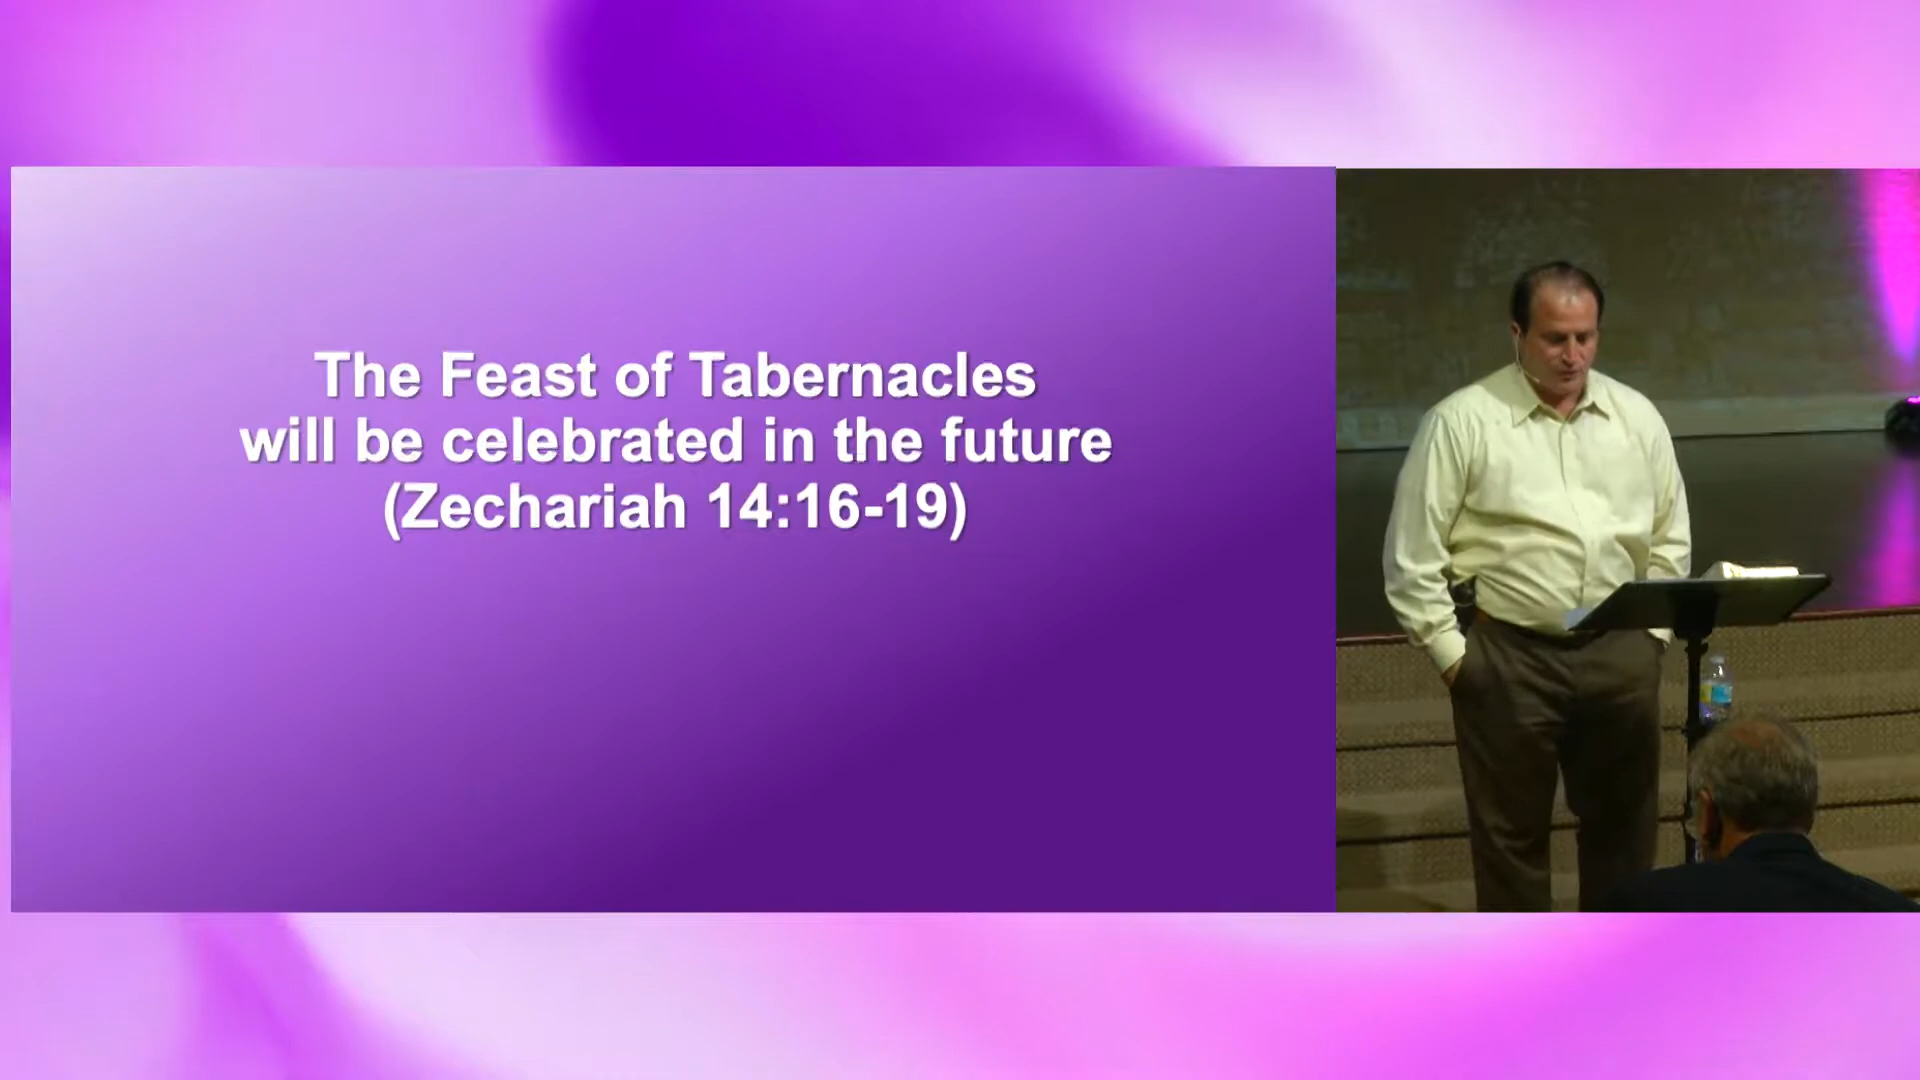 The Feast of Tabernacles
will be celebrated in the future
(Zechariah 14:16-19)